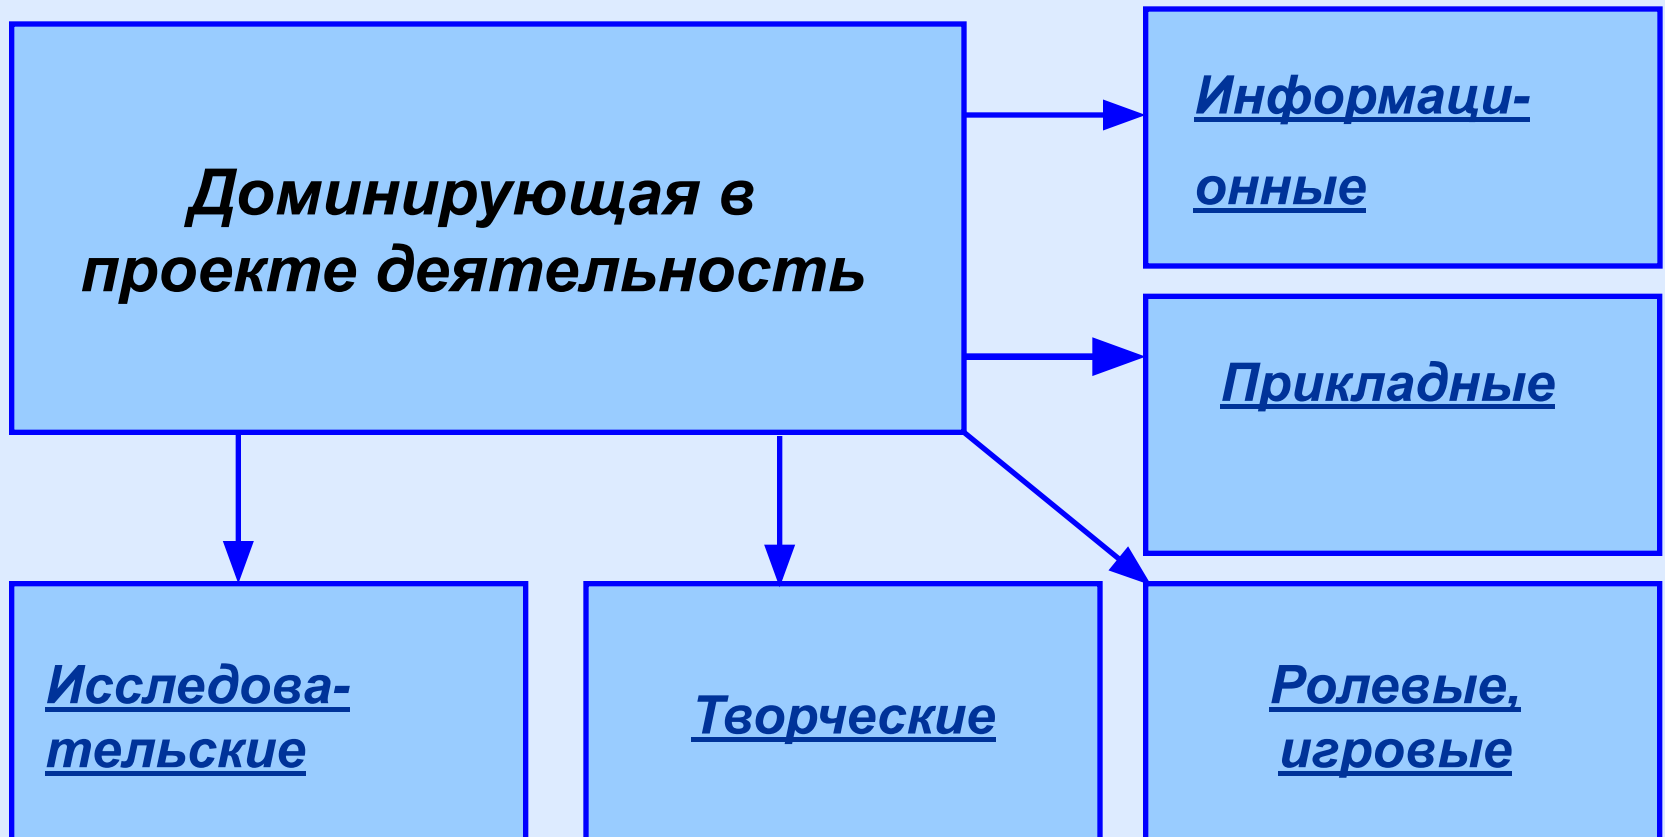 Доминирующая в
проекте деятельность
Информаци-
онные
Прикладные
Исследова-
тельские
Творческие
Ролевые,
игровые